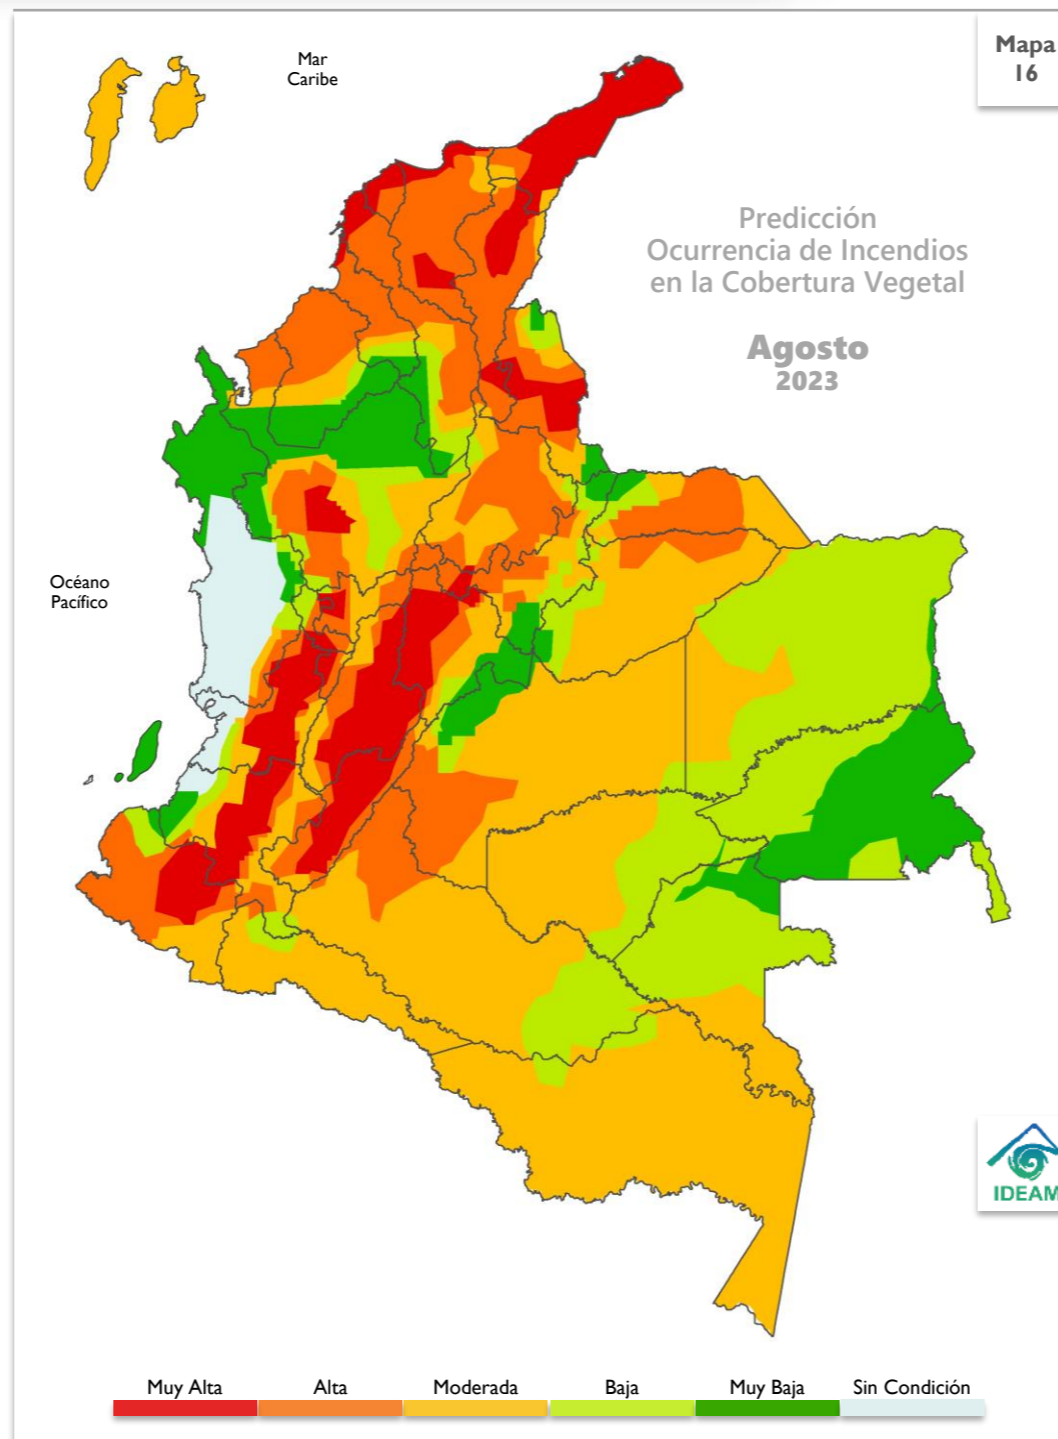 Mapa
16
Mar
Caribe
Predicción
Ocurrencia de Incendios
en la Cobertura Vegetal
Agosto
2023
Océano
Pacífico
IDEAM
Muy Alta
Alta
Moderada
Baja
Muy Baja
Sin Condición